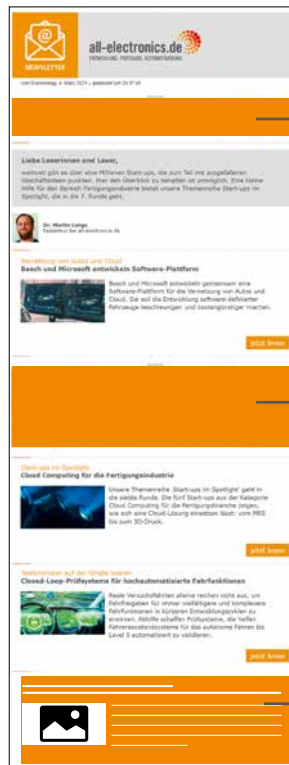 NEWSLETTER
all-electronics.de
ENTWICKLUNG. FERTIGUNG. AUTOMATISIERUNG
Liebe Leserinnen und Leser,
weltweit gibt es über eine Millionen Start-ups, die zum Teil mit ausgefallenen
Geschäftsideen punkten. Hier den Überblick zu behalten ist unmöglich. Eine kleine
Hilfe für den Bereich Fertigungsindustrie bietet unsere Themenreihe Start-ups im
Spotlight, die in die 7. Runde geht.
Dr. Martin Large
Redakteur bei all-electronics.de
Vernetzung von Autos und Cloud
Bosch und Microsoft entwickeln Software-Plattform
Bosch und Microsoft entwickeln gemeinsam eine
Software-Plattform für die Vernetzung von Autos und
Cloud. Sie soll die Entwicklung software-definierter
Fahrzeuge beschleunigen und kostengünstiger machen.
jetzt lesen
Start-ups im Spotlight
Cloud Computing für die Fertigungsindustrie
Unsere Themenreihe 'Start-ups im Spotlight' geht in
die siebte Runde. Die fünf Start-ups aus der Kategorie
Cloud Computing für die Fertigungsbranche zeigen,
wie sich eine Cloud-Lösung einsetzen lässt: vom MES
bis zum 3D-Druck.
jetzt lesen
Testkilometer auf der Straße sparen
Closed-Loop-Prüfsysteme für hochautomatisierte Fahrfunktionen
Reale Versuchsfahrten alleine reichen nicht aus, um
Fahrfreigaben für immer vielfältigere und komplexere
Fahrfunktionen in kürzeren Entwicklungszyklen zu
erwirken. Abhilfe schaffen Prüfsysteme, die helfen
Fahrerassistenzsysteme für das autonome Fahren bis
Level 5 automatisiert zu validieren.
jetzt lesen